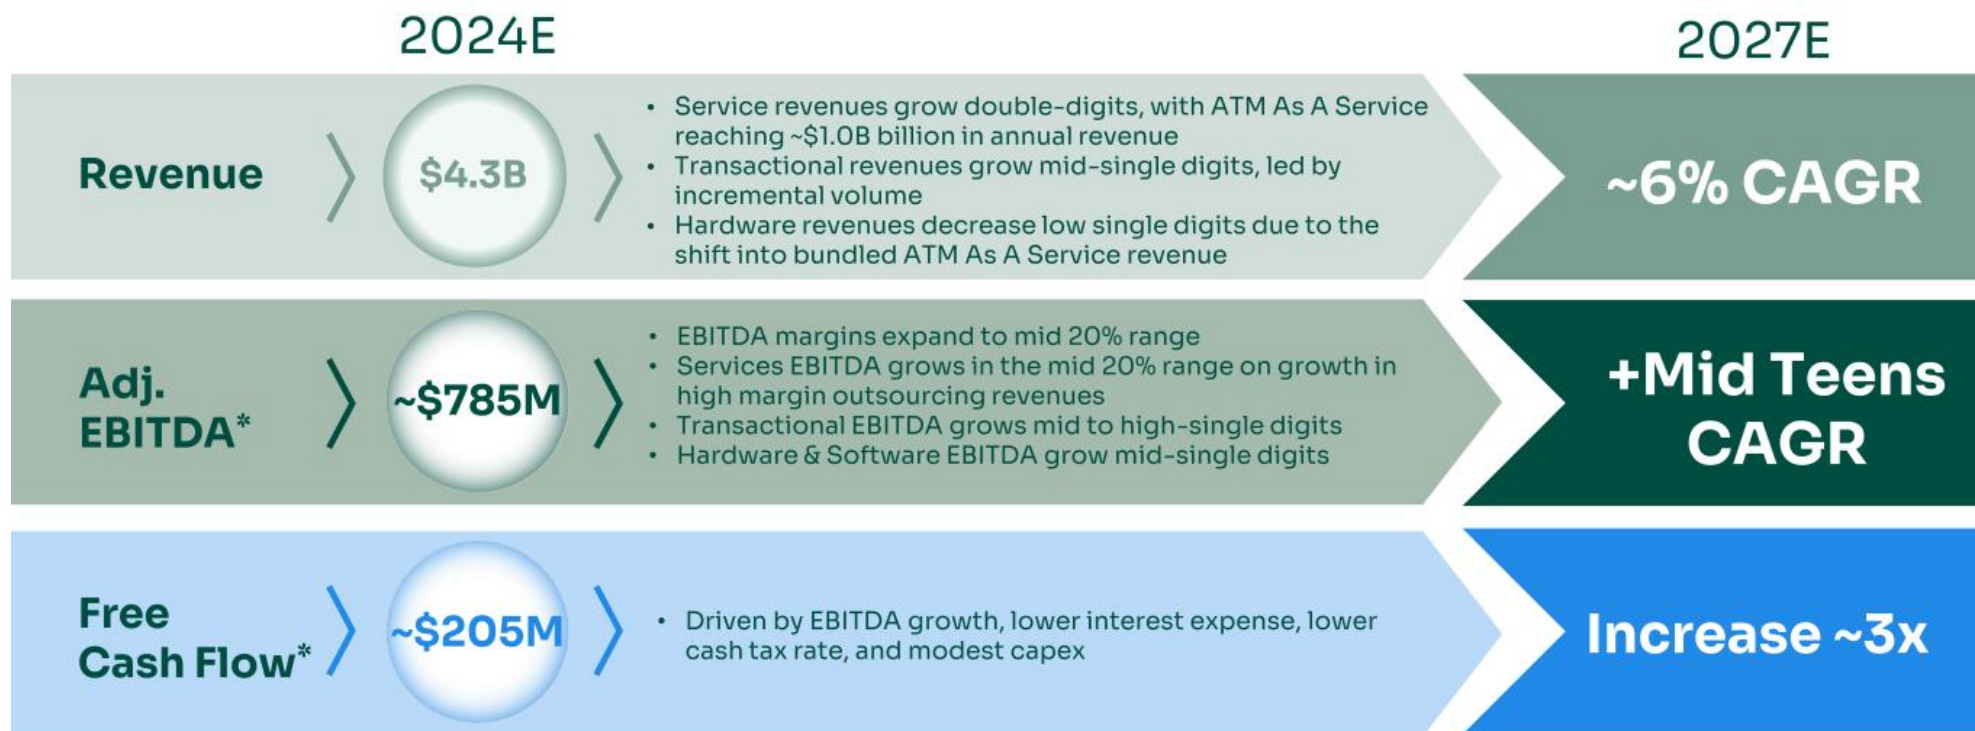 2024E
2027E
Revenue
$4.3B
• Service revenues grow double-digits, with ATM As A Service
reaching ~$1.0B billion in annual revenue
• Transactional revenues grow mid-single digits, led by
incremental volume
• Hardware revenues decrease low single digits due to the
shift into bundled ATM As A Service revenue
~6% CAGR
Adj.
EBITDA*
~$785M
• EBITDA margins expand to mid 20% range
• Services EBITDA grows in the mid 20% range on growth in
high margin outsourcing revenues
• Transactional EBITDA grows mid to high-single digits
• Hardware & Software EBITDA grow mid-single digits
+Mid Teens
CAGR
Free
Cash Flow*
~$205M
• Driven by EBITDA growth, lower interest expense, lower
cash tax rate, and modest capex
Increase ~3x